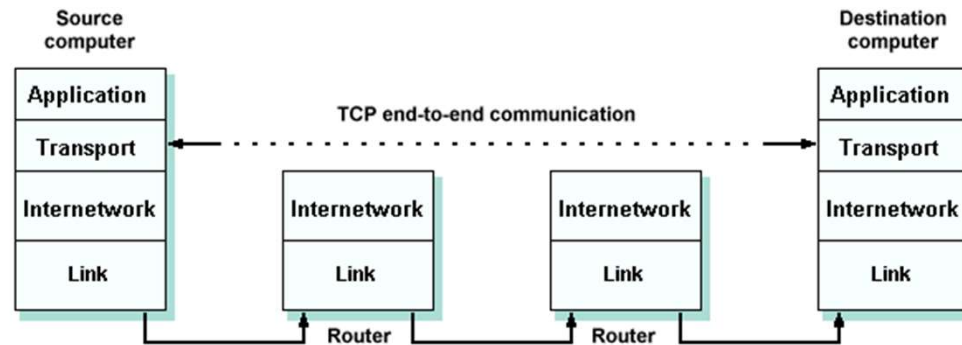 Source
computer
Destination
computer
Application
Application
TCP end-to-end communication
Transport
Transport
Internetwork
Internetwork
Internetwork
Internetwork
Link
Link
Link
Link
Router
Router